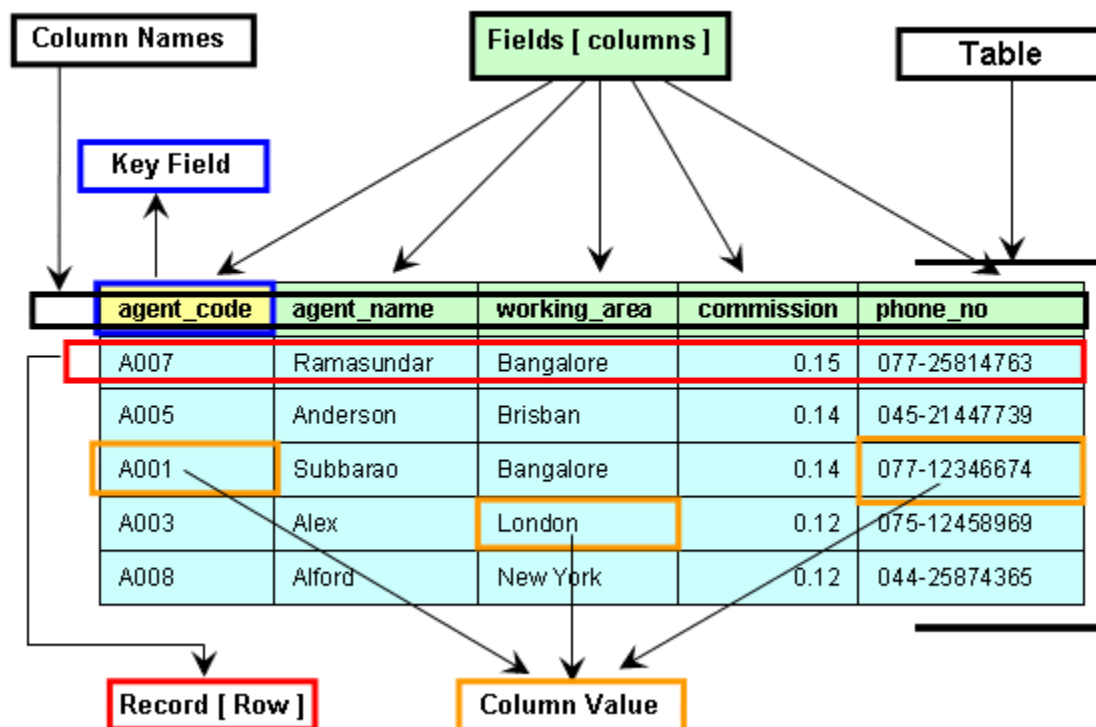 Column Names
Fields [ columns ]
Table
Key Field
agent_code agent_name working_area commission phone_no
A007 Ramasundar Bangalore 0.15 077-25814763
A005 Anderson Brisban 0.14 045-21447739
A001 Subbarao Bangalore 0.14 077-12346674
A003 Alex London 0.12 075-12458969
A008 Alford New York 0.12 044-25874365
Record [ Row ]
Column Value